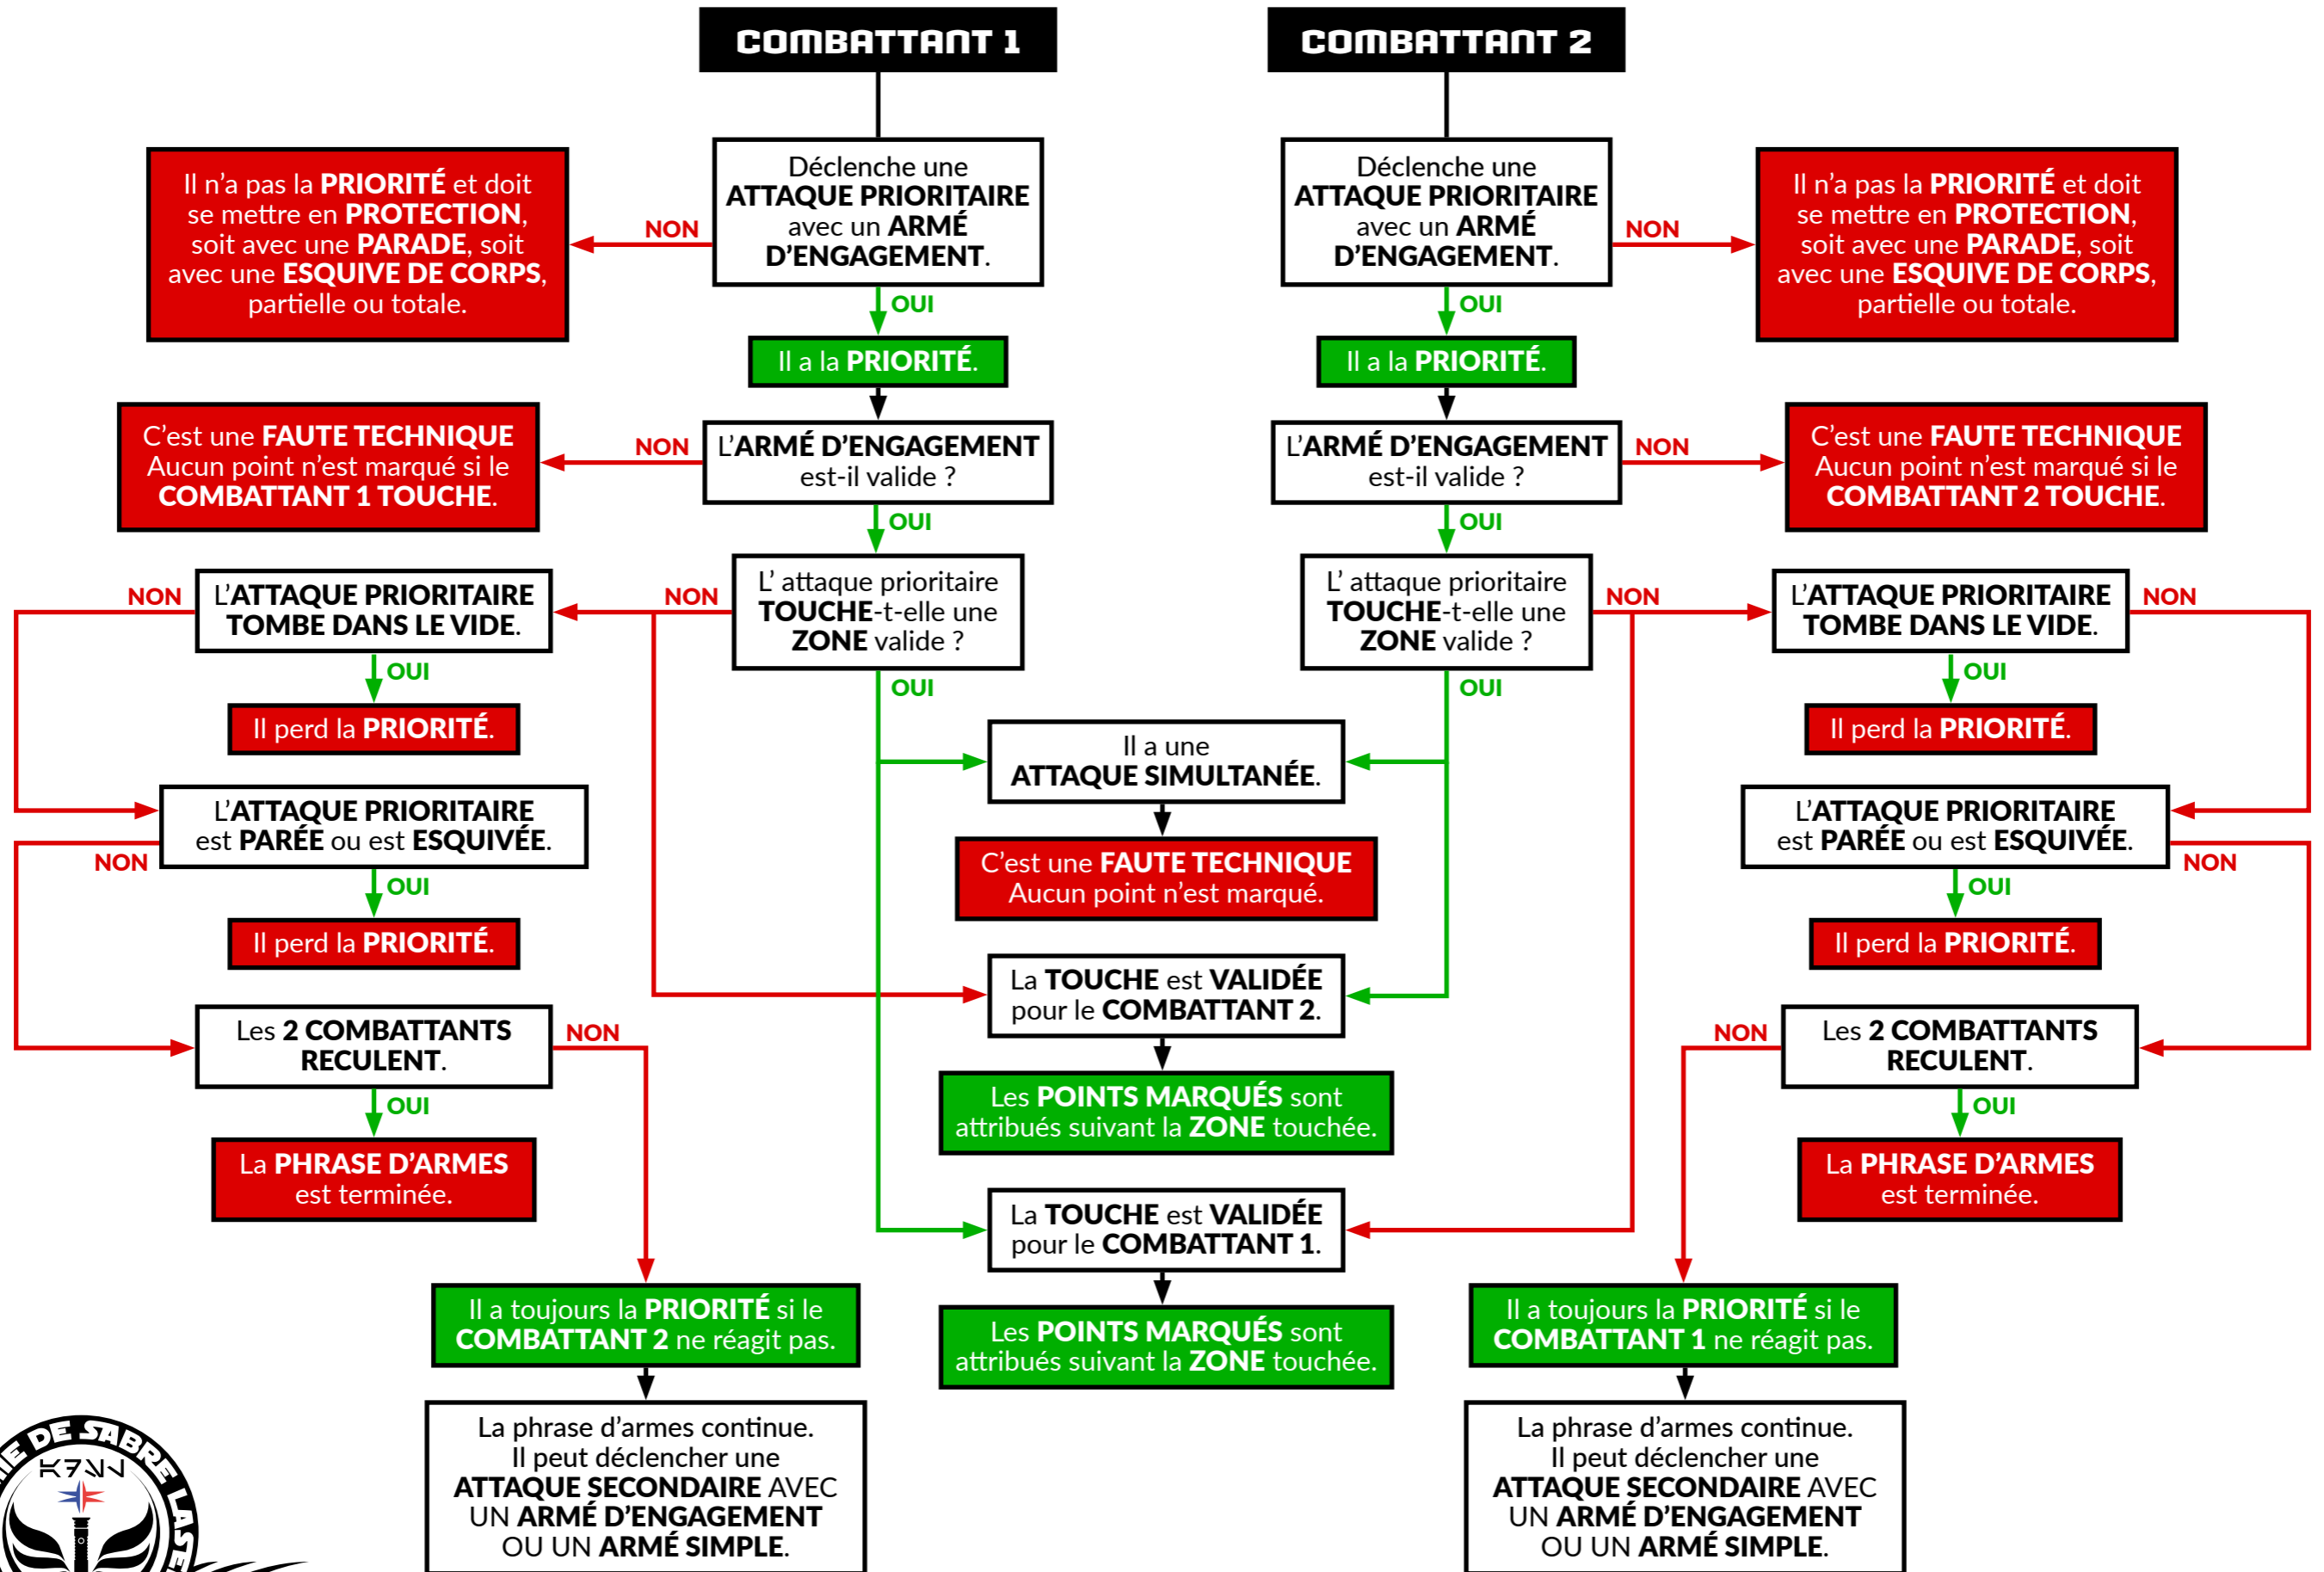 COMBATTANT 1
COMBATTANT 2
Il n'a pas la PRIORITÉ et doit
se mettre en PROTECTION,
soit avec une PARADE, soit
avec une ESQUIVE DE CORPS,
partielle ou totale.
NON
Déclenche une
ATTAQUE PRIORITAIRE
avec un ARMÉ
D'ENGAGEMENT.
OUI
Déclenche une
ATTAQUE PRIORITAIRE
avec un ARMÉ
D'ENGAGEMENT.
OUI
NON
Il n'a pas la PRIORITÉ et doit
se mettre en PROTECTION,
soit avec une PARADE, soit
avec une ESQUIVE DE CORPS,
partielle ou totale.
Il a la PRIORITÉ.
Il a la PRIORITÉ.
C'est une FAUTE TECHNIQUE
Aucun point n'est marqué si le
COMBATTANT 1 TOUCHE.
NON
L'ARMÉ D'ENGAGEMENT
est-il valide ?
OUI
L'ARMÉ D'ENGAGEMENT
est-il valide ?
OUI
NON
C'est une FAUTE TECHNIQUE
Aucun point n'est marqué si le
COMBATTANT 2 TOUCHE.
NON
L'ATTAQUE PRIORITAIRE
TOMBE DANS LE VIDE.
OUI
NON
L' attaque prioritaire
TOUCHE-t-elle une
ZONE valide ?
OUI
L' attaque prioritaire
TOUCHE-t-elle une
ZONE valide ?
OUI
NON
L'ATTAQUE PRIORITAIRE
TOMBE DANS LE VIDE.
OUI
NON
Il perd la PRIORITÉ.
Il a une
ATTAQUE SIMULTANÉE.
Il perd la PRIORITÉ.
L'ATTAQUE PRIORITAIRE
est PARÉE ou est ESQUIVÉE.
NON
OUI
C'est une FAUTE TECHNIQUE
Aucun point n'est marqué.
L'ATTAQUE PRIORITAIRE
est PARÉE ou est ESQUIVÉE.
NON
OUI
Il perd la PRIORITÉ.
La TOUCHE est VALIDÉE
pour le COMBATTANT 2.
Il perd la PRIORITÉ.
Les 2 COMBATTANTS
RECULENT.
NON
OUI
Les POINTS MARQUÉS sont
attribués suivant la ZONE touchée.
NON
Les 2 COMBATTANTS
RECULENT.
OUI
La PHRASE D'ARMES
est terminée.
La TOUCHE est VALIDÉE
pour le COMBATTANT 1.
La PHRASE D'ARMES
est terminée.
Il a toujours la PRIORITÉ si le
COMBATTANT 2 ne réagit pas.
Les POINTS MARQUÉS sont
attribués suivant la ZONE touchée.
Il a toujours la PRIORITÉ si le
COMBATTANT 1 ne réagit pas.
La phrase d'armes continue.
Il peut déclencher une
ATTAQUE SECONDAIRE AVEC
UN ARMÉ D'ENGAGEMENT
OU UN ARMÉ SIMPLE.
La phrase d'armes continue.
Il peut déclencher une
ATTAQUE SECONDAIRE AVEC
UN ARMÉ D'ENGAGEMENT
OU UN ARMÉ SIMPLE.
DE SABRE LASE